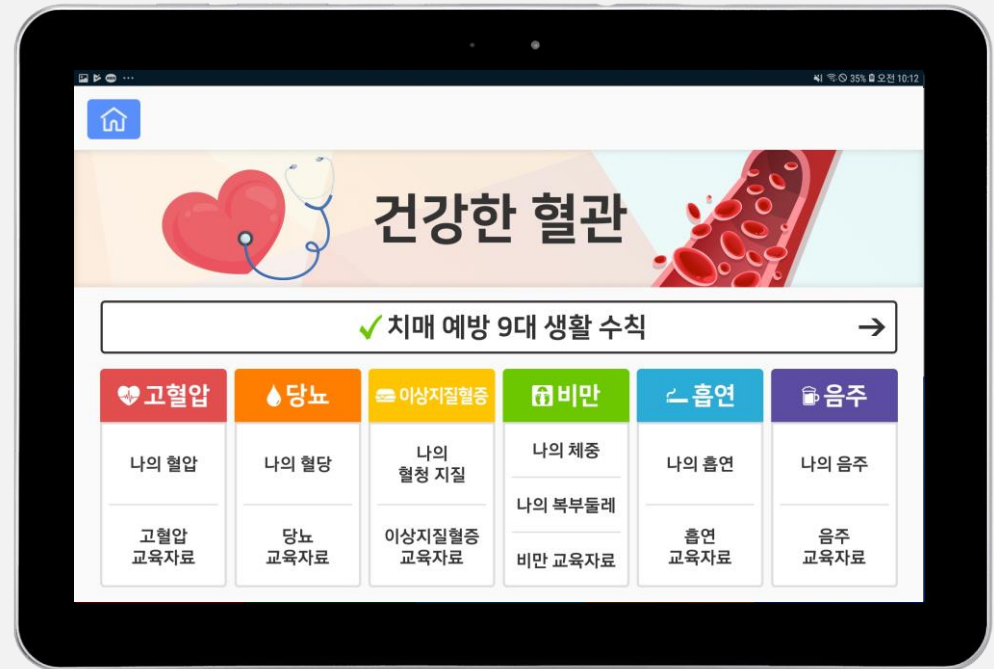 35% 오전 10:12
건강한 혈관
치매 예방 9대 생활 수칙
고혈압
나의 혈압
고혈압
교육자료
당뇨
나의 혈당
당뇨
교육자료
이상지질혈증
나의
혈청 지질
이상지질혈증
교육자료
비만
나의 체중
나의 복부둘레
비만 교육자료
흡연
나의 흡연
흡연
교육자료
음주
나의 음주
음주
교육자료